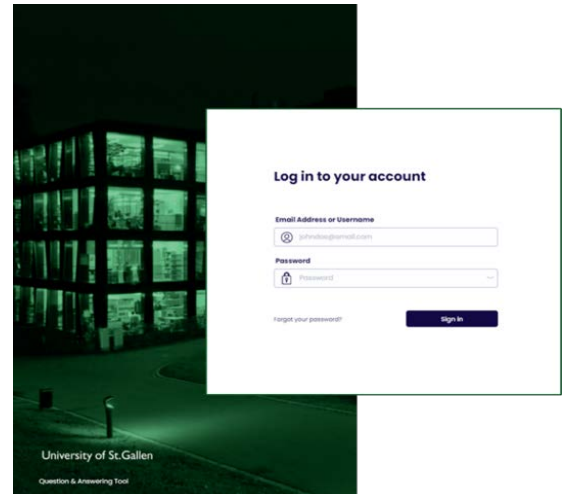 Log in to your account
Email Address or Username
johndoe@email.com
Password
Password
Forgot your password?
Sign in
University of St.Gallen
Question & Answering Tool